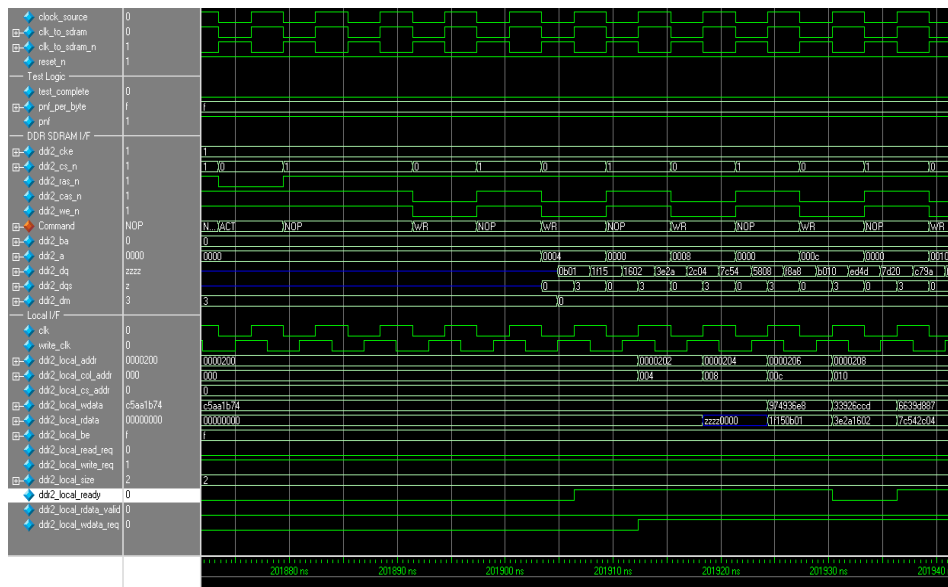 clock_source 0
clk_to_sdram 0
clk_to_sdram_n 1
reset_n 1
Test Logic
test_complete 0
pnf_per_byte f f
pnf 1
DDR SDRAM I/F
ddr2_cke 1 1
ddr2_cs_n 1 1 0 1 0 1 0 1 0 1 0 1 0
ddr2_ras_n 1
ddr2_cas_n 1
ddr2_we_n 1
Command NOP N... ACT NOP WR NOP WR NOP WR NOP WR NOP WR
ddr2_ba 0 0
ddr2_a 0000 0000 0004 0000 0008 0000 000c 0000 0010
ddr2_dq zzzz 0b01 1f15 1602 3e2a 2c04 7c54 5808 f8a8 b010 ed4d 7d20 c79a
ddr2_dqs z 0 3 0 3 0 3 0 3 0 3 0 3 0
ddr2_dm 3 3 0
Local I/F
clk 0
write_clk 0
ddr2_local_addr 0000200 0000200 0000202 0000204 0000206 0000208
ddr2_local_col_addr 000 000 004 008 00c 010
ddr2_local_cs_addr 0 0
ddr2_local_wdata c5aa1b74 c5aa1b74 974936e8 33926ccd 6639d887
ddr2_local_rdata 00000000 00000000 zzzz0000 1f150b01 3e2a1602 7c542c04
ddr2_local_be f f
ddr2_local_read_req 0
ddr2_local_write_req 1
ddr2_local_size 2 2
ddr2_local_ready 0
ddr2_local_rdata_valid 0
ddr2_local_wdata_req 0
201880 ns 201890 ns 201900 ns 201910 ns 201920 ns 201930 ns 201940